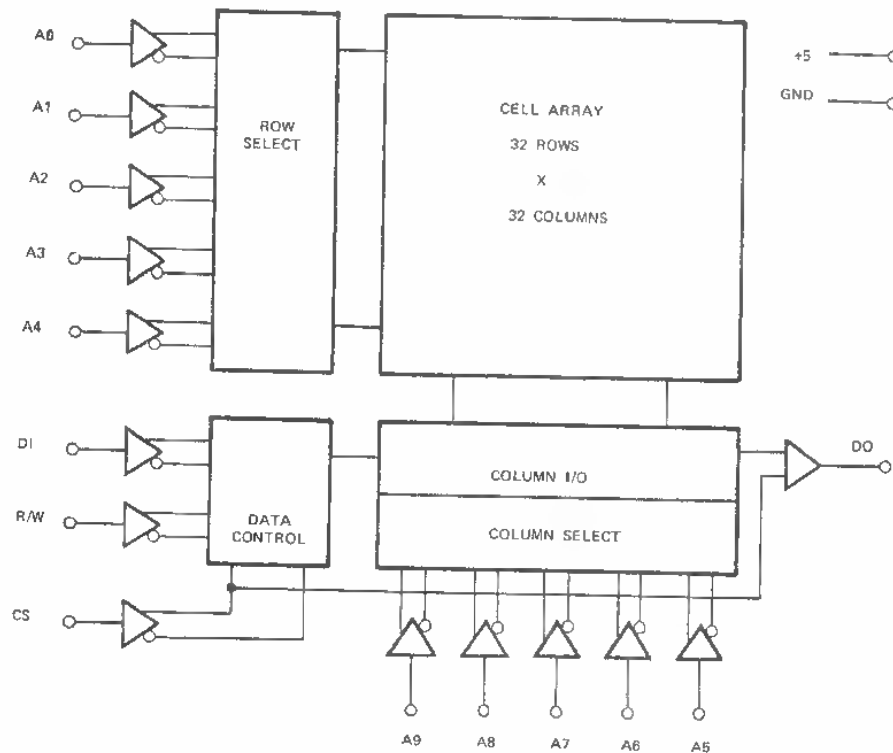 A0
A1
A2
A3
A4
ROW
SELECT
CELL ARRAY
32 ROWS
X
32 COLUMNS
+5
GND
DI
R/W
CS
DATA
CONTROL
COLUMN I/O
COLUMN SELECT
DO
A9
A8
A7
A6
A5